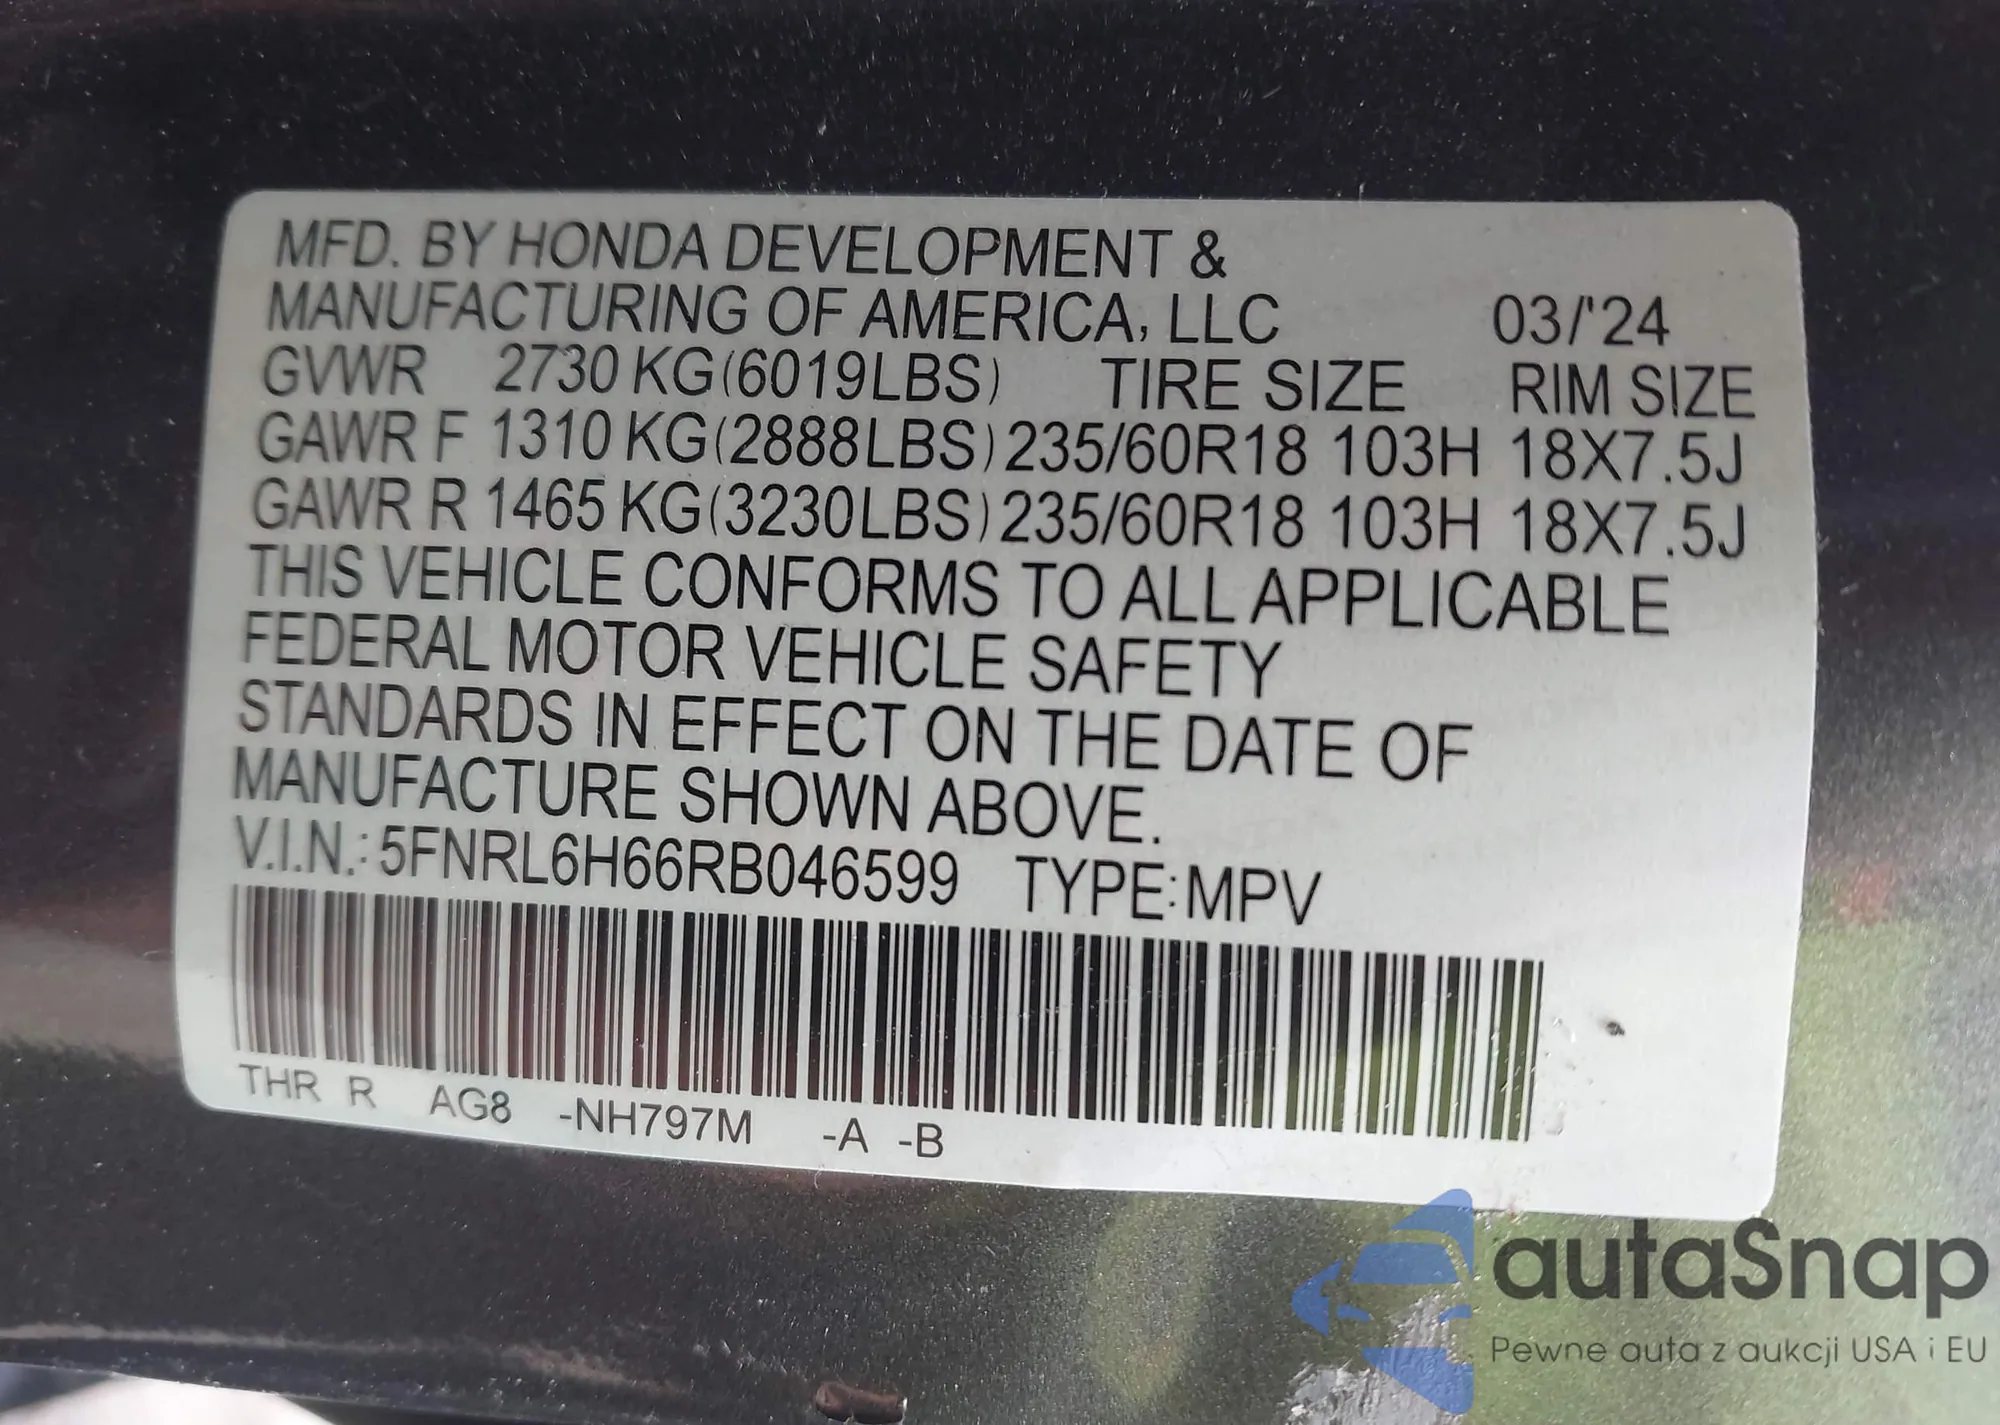 MFD. BY HONDA DEVELOPMENT &
MANUFACTURING OF AMERICA, LLC 03/'24
GVWR 2730 KG(6019LBS) TIRE SIZE RIM SIZE
GAWR F 1310 KG(2888LBS) 235/60R18 103H 18X7.5J
GAWR R 1465 KG(3230LBS) 235/60R18 103H 18X7.5J
THIS VEHICLE CONFORMS TO ALL APPLICABLE
FEDERAL MOTOR VEHICLE SAFETY
STANDARDS IN EFFECT ON THE DATE OF
MANUFACTURE SHOWN ABOVE.
V.I.N.: 5FNRL6H66RB046599 TYPE: MPV
THR R AG8 -NH797M -A -B
autaSnap
Pewne auta z aukcji USA i EU